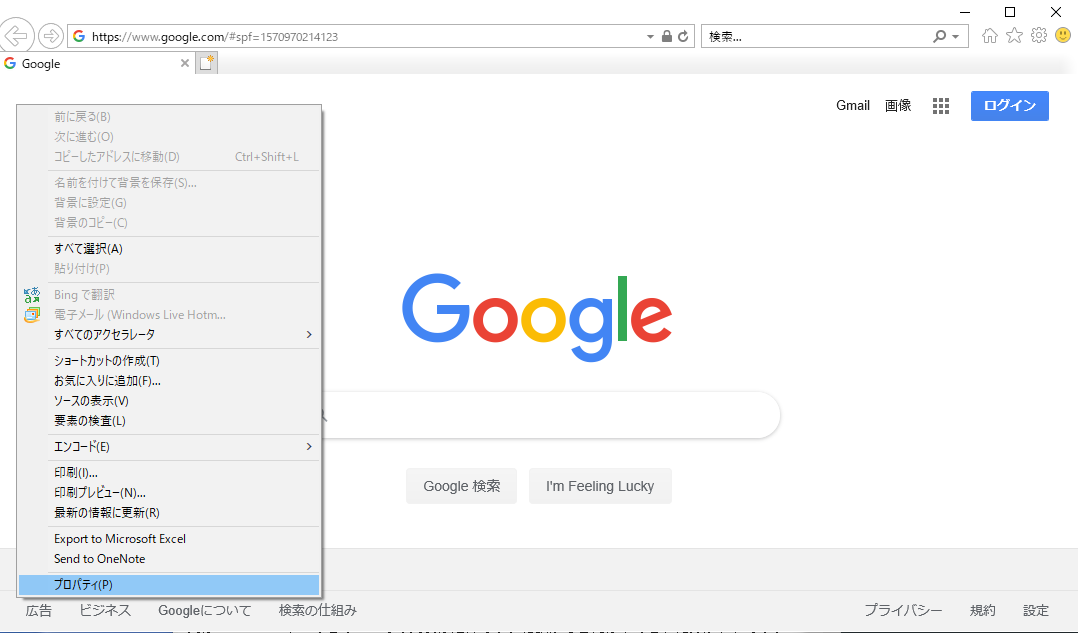 https://www.google.com/#spf=1570970214123
検索...
Google
Gmail 画像 ログイン
前に戻る(B)
次に進む(O)
コピーしたアドレスに移動(D) Ctrl+Shift+L
名前を付けて背景を保存(S)...
背景に設定(G)
背景のコピー(C)
すべて選択(A)
貼り付け(P)
Bing で翻訳
電子メール (Windows Live Hotm...
すべてのアクセラレータ
ショートカットの作成(T)
お気に入りに追加(F)...
ソースの表示(V)
要素の検査(L)
エンコード(E)
印刷(I)...
印刷プレビュー(N)...
最新の情報に更新(R)
Export to Microsoft Excel
Send to OneNote
プロパティ(P)
Google
Google 検索 I'm Feeling Lucky
広告 ビジネス Googleについて 検索の仕組み プライバシー 規約 設定